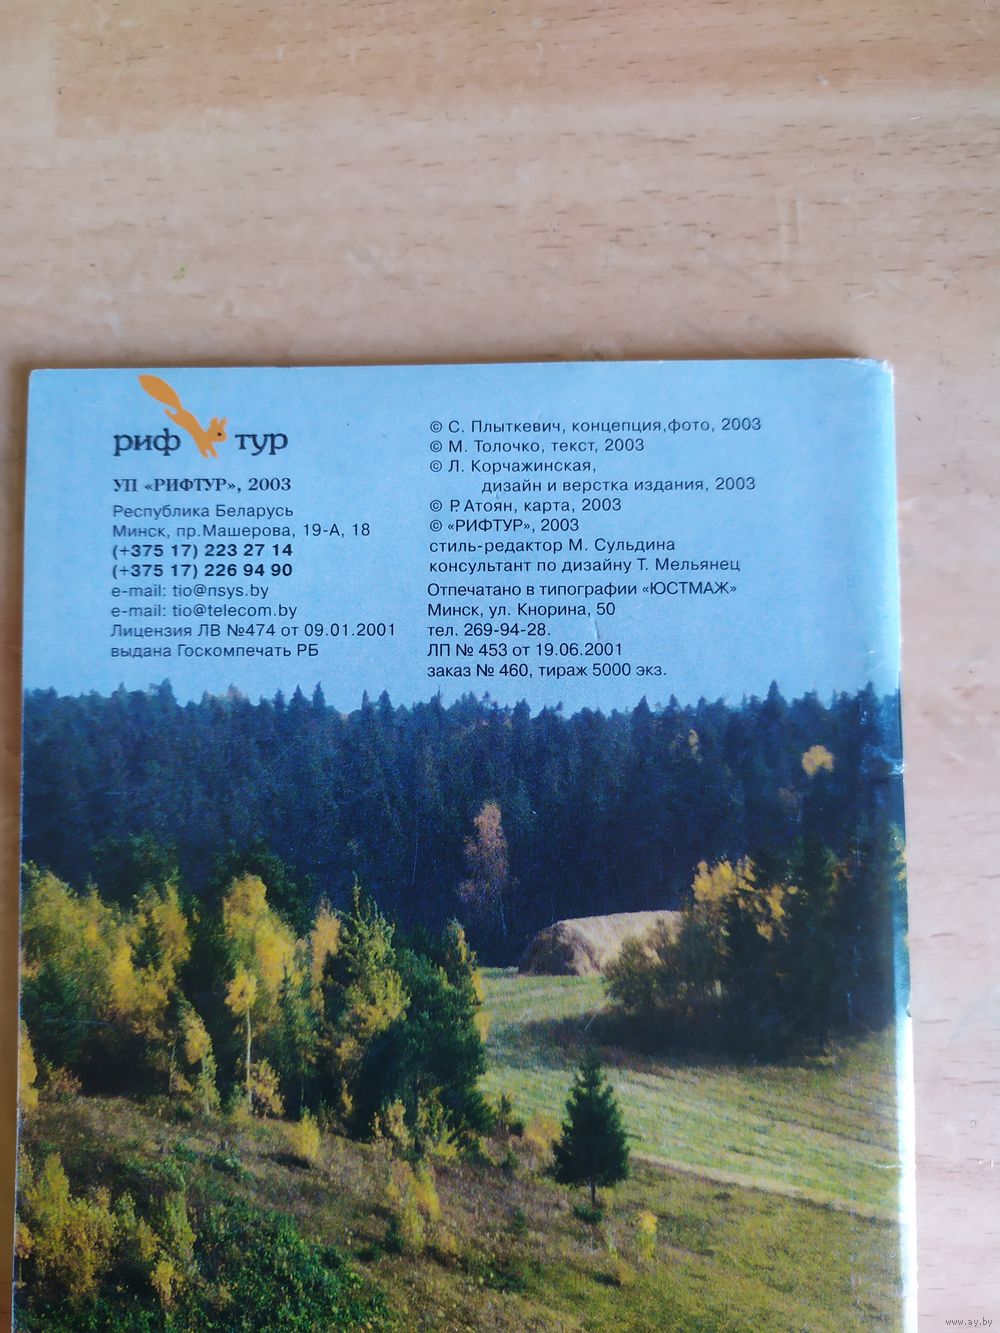 риф тур
УП «РИФТУР», 2003
Республика Беларусь
Минск, пр.Машерова, 19-А, 18
(+375 17) 223 27 14
(+375 17) 226 94 90
e-mail: tio@nsys.by
e-mail: tio@telecom.by
Лицензия ЛВ №474 от 09.01.2001
выдана Госкомпечать РБ
© С. Плыткевич, концепция,фото, 2003
© М. Толочко, текст, 2003
© Л. Корчажинская,
дизайн и верстка издания, 2003
© Р. Атоян, карта, 2003
© «РИФТУР», 2003
стиль-редактор М. Сульдина
консультант по дизайну Т. Мельянец
Отпечатано в типографии «ЮСТМАЖ»
Минск, ул. Кнорина, 50
тел. 269-94-28.
ЛП № 453 от 19.06.2001
заказ № 460, тираж 5000 экз.
www.ay.by